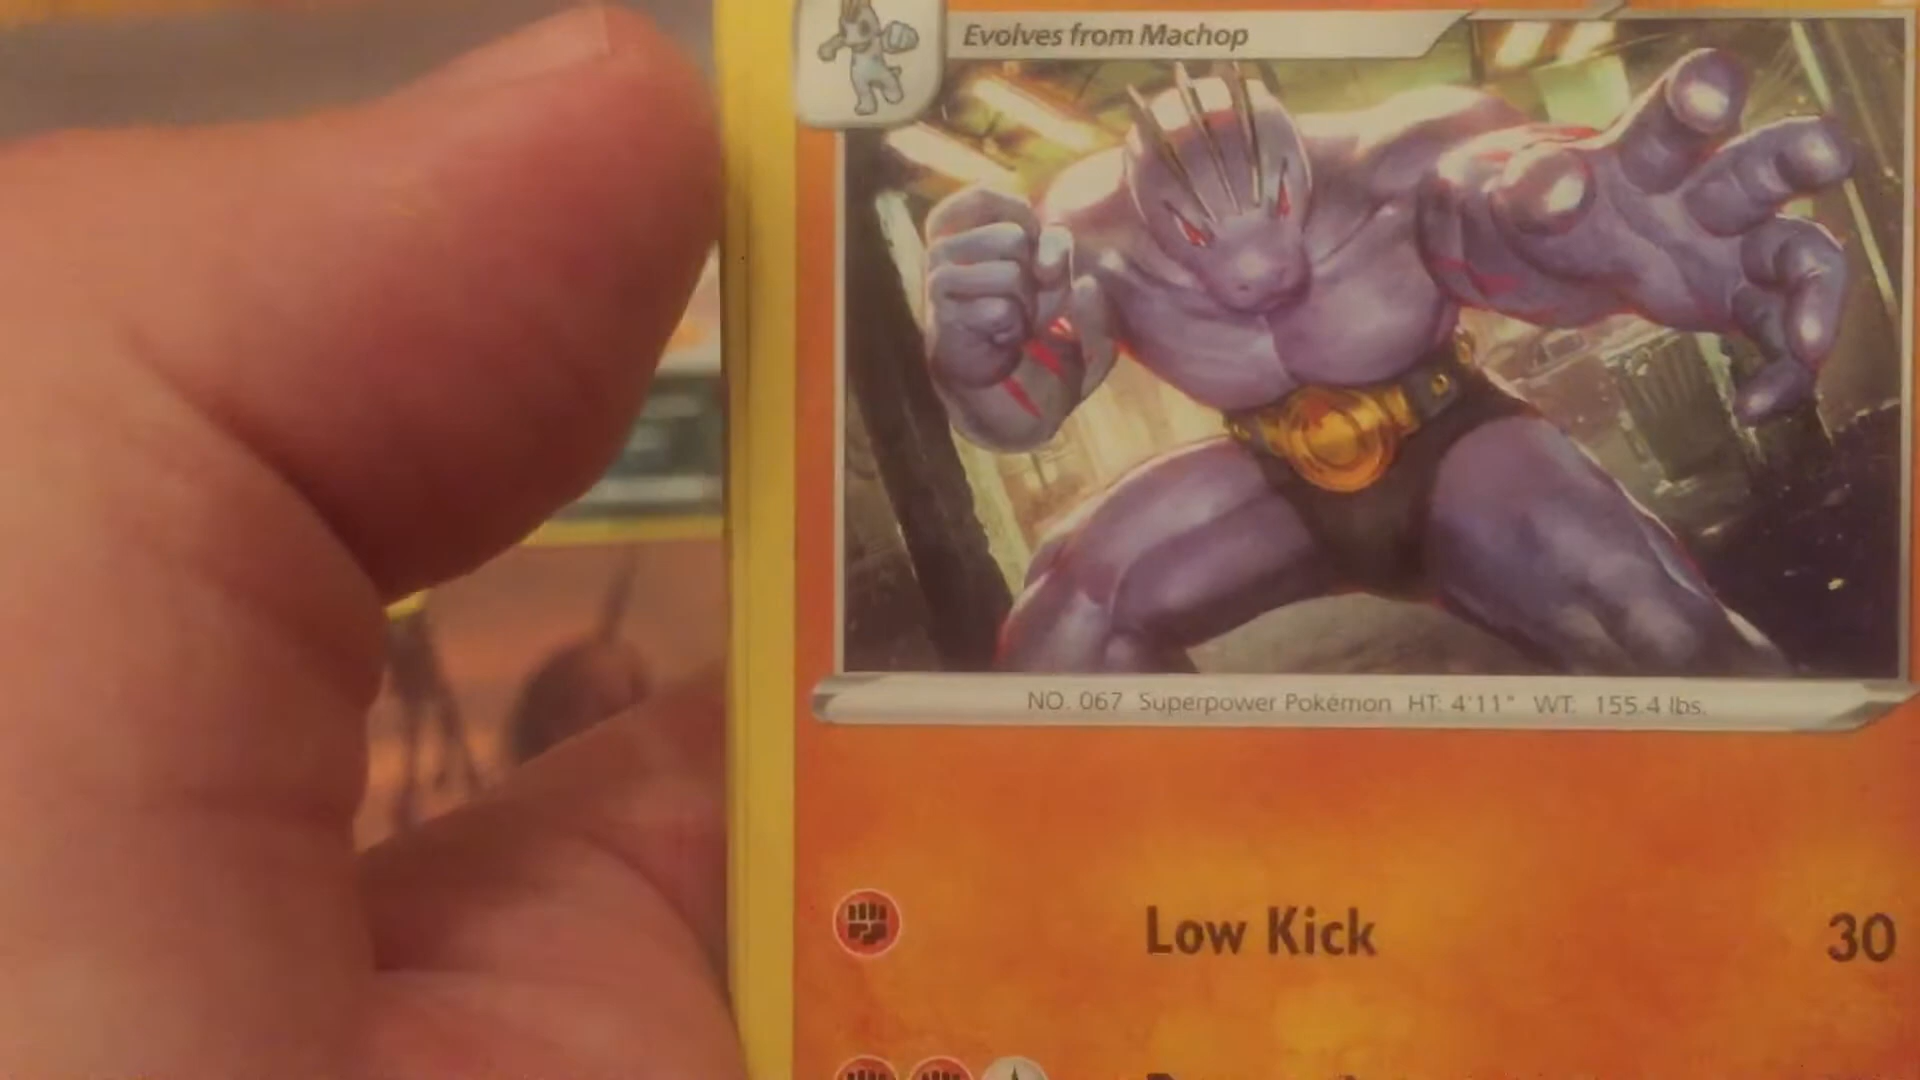 Evolves from Machop
NO. 067 Superpower Pokémon HT: 4'11" WT: 155.4 lbs.
Low Kick 30